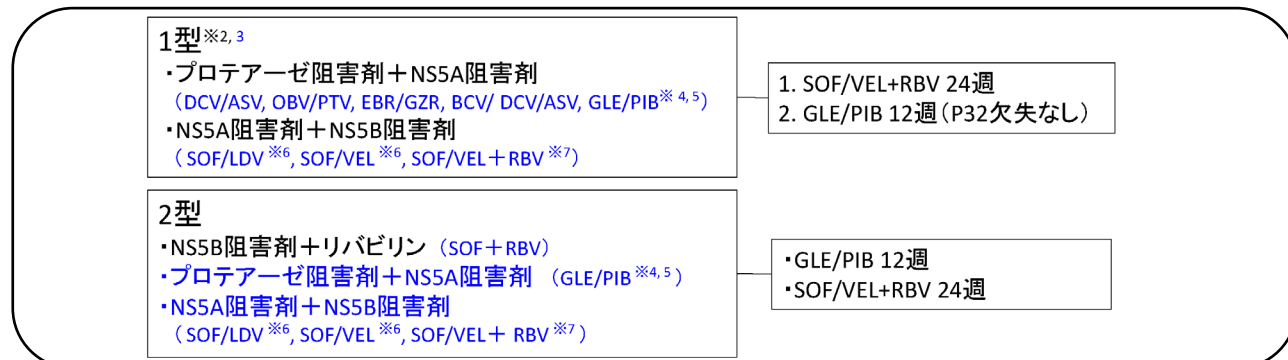 1型※2, 3
・プロテアーゼ阻害剤＋NS5A阻害剤
（DCV/ASV, OBV/PTV, EBR/GZR, BCV/ DCV/ASV, GLE/PIB※ 4, 5）
・NS5A阻害剤＋NS5B阻害剤
（ SOF/LDV ※6, SOF/VEL ※6, SOF/VEL＋RBV ※7）
1. SOF/VEL+RBV 24週
2. GLE/PIB 12週（P32欠失なし）
2型
・NS5B阻害剤＋リバビリン （SOF＋RBV）
・プロテアーゼ阻害剤＋NS5A阻害剤 （GLE/PIB ※4, 5）
・NS5A阻害剤＋NS5B阻害剤
（ SOF/LDV ※6, SOF/VEL ※6, SOF/VEL＋ RBV ※7）
・GLE/PIB 12週
・SOF/VEL+RBV 24週